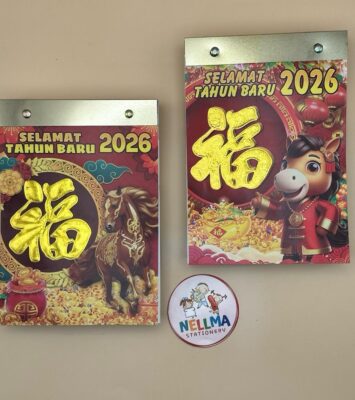 SELAMAT
TAHUN BARU 2026
福
SELAMAT
TAHUN BARU 2026
福
NELLMA
STATIONERY